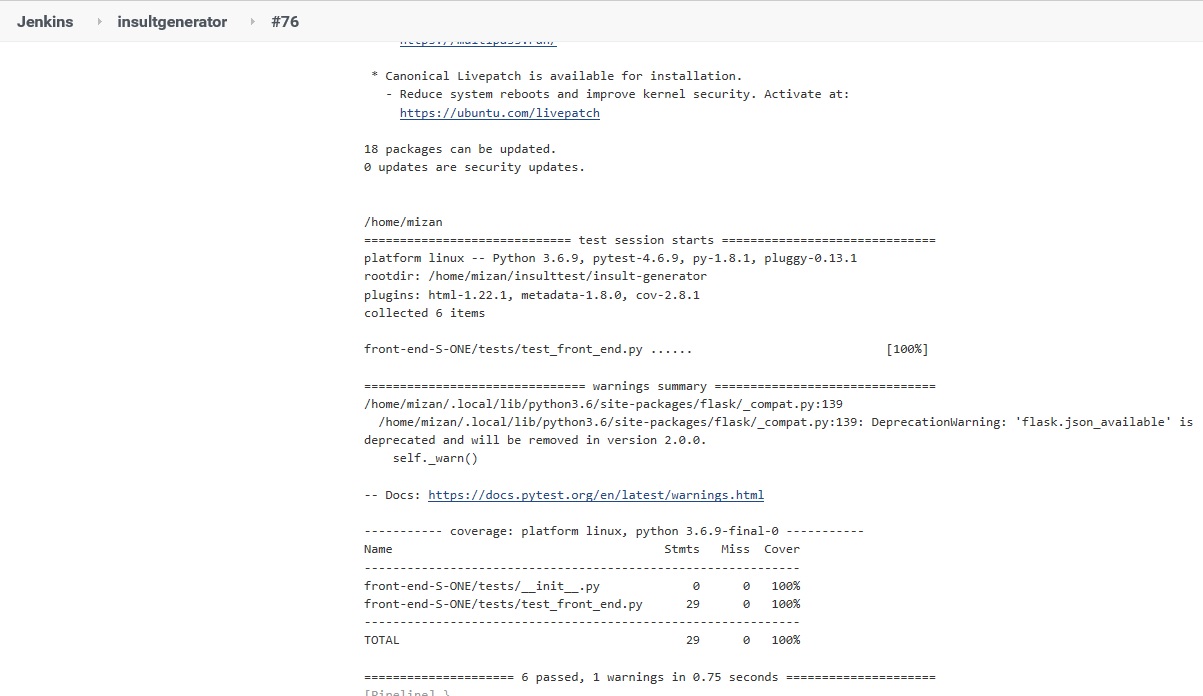 Jenkins › insultgenerator › #76
https://multipass.run/
* Canonical Livepatch is available for installation.
- Reduce system reboots and improve kernel security. Activate at:
https://ubuntu.com/livepatch
18 packages can be updated.
0 updates are security updates.
/home/mizan
============================= test session starts ==============================
platform linux -- Python 3.6.9, pytest-4.6.9, py-1.8.1, pluggy-0.13.1
rootdir: /home/mizan/insulttest/insult-generator
plugins: html-1.22.1, metadata-1.8.0, cov-2.8.1
collected 6 items
front-end-S-ONE/tests/test_front_end.py ...... [100%]
=============================== warnings summary ===============================
/home/mizan/.local/lib/python3.6/site-packages/flask/_compat.py:139
/home/mizan/.local/lib/python3.6/site-packages/flask/_compat.py:139: DeprecationWarning: 'flask.json_available' is
deprecated and will be removed in version 2.0.0.
self._warn()
-- Docs: https://docs.pytest.org/en/latest/warnings.html
----------- coverage: platform linux, python 3.6.9-final-0 -----------
Name Stmts Miss Cover
-------------------------------------------------------------
front-end-S-ONE/tests/__init__.py 0 0 100%
front-end-S-ONE/tests/test_front_end.py 29 0 100%
-------------------------------------------------------------
TOTAL 29 0 100%
===================== 6 passed, 1 warnings in 0.75 seconds =====================
[Pipeline] }